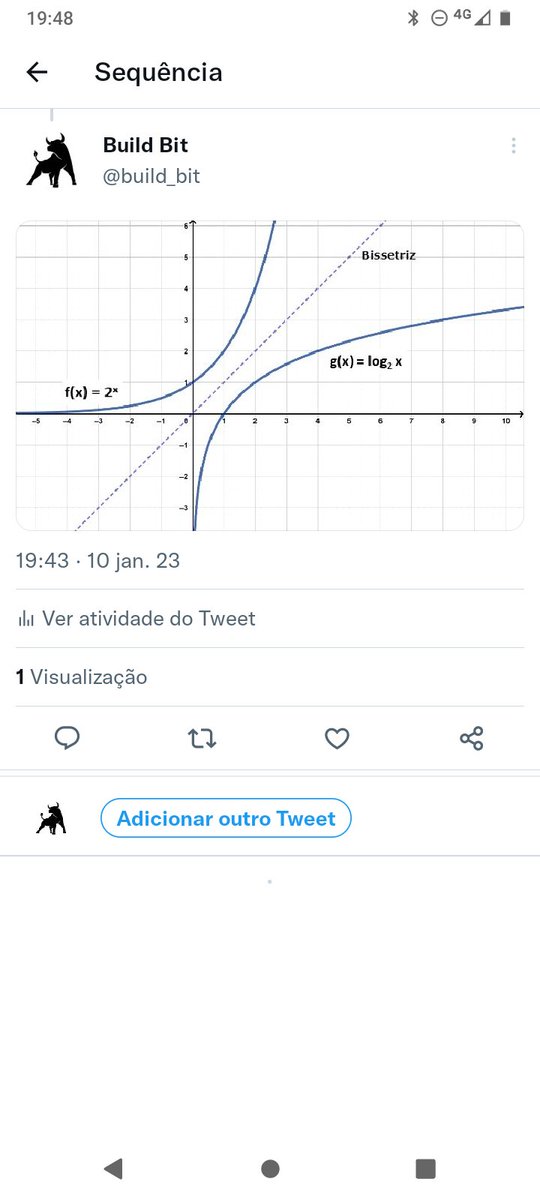 19:48
4G
Sequência
Build Bit
@build_bit
6
5
Bissetriz
4
3
2
g(x) = log₂ x
1
f(x) = 2ˣ
-5 -4 -3 -2 -1 0 1 2 3 4 5 6 7 8 9 10
-1
-2
-3
19:43 · 10 jan. 23
Ver atividade do Tweet
1 Visualização
Adicionar outro Tweet